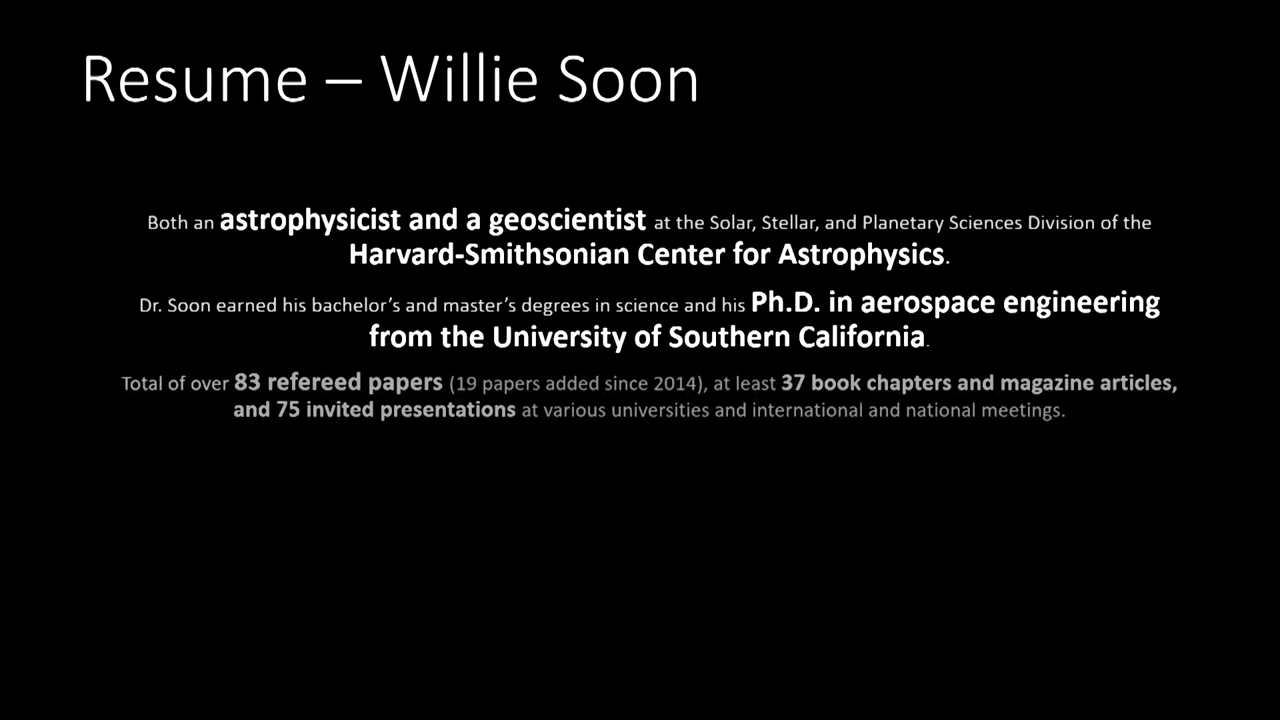 Resume – Willie Soon
Both an astrophysicist and a geoscientist at the Solar, Stellar, and Planetary Sciences Division of the
Harvard-Smithsonian Center for Astrophysics.
Dr. Soon earned his bachelor’s and master’s degrees in science and his Ph.D. in aerospace engineering
from the University of Southern California.
Total of over 83 refereed papers (19 papers added since 2014), at least 37 book chapters and magazine articles,
and 75 invited presentations at various universities and international and national meetings.